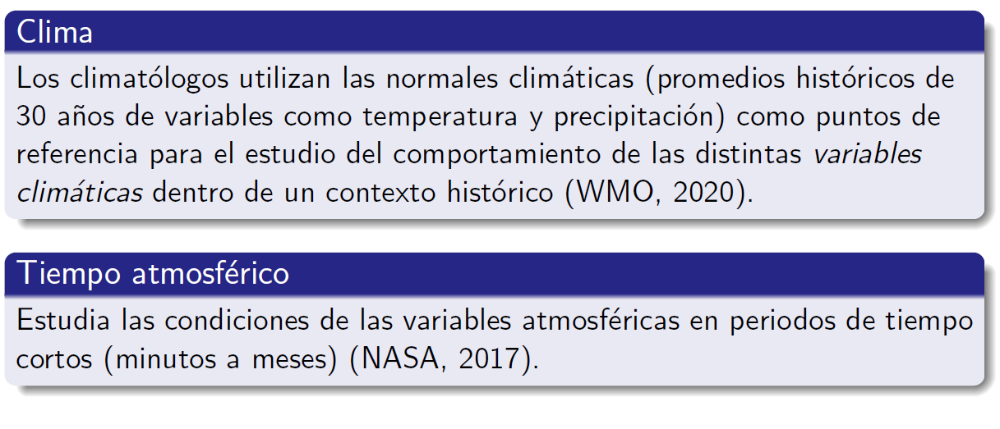 Clima
Los climatólogos utilizan las normales climáticas (promedios históricos de
30 años de variables como temperatura y precipitación) como puntos de
referencia para el estudio del comportamiento de las distintas variables
climáticas dentro de un contexto histórico (WMO, 2020).
Tiempo atmosférico
Estudia las condiciones de las variables atmosféricas en periodos de tiempo
cortos (minutos a meses) (NASA, 2017).